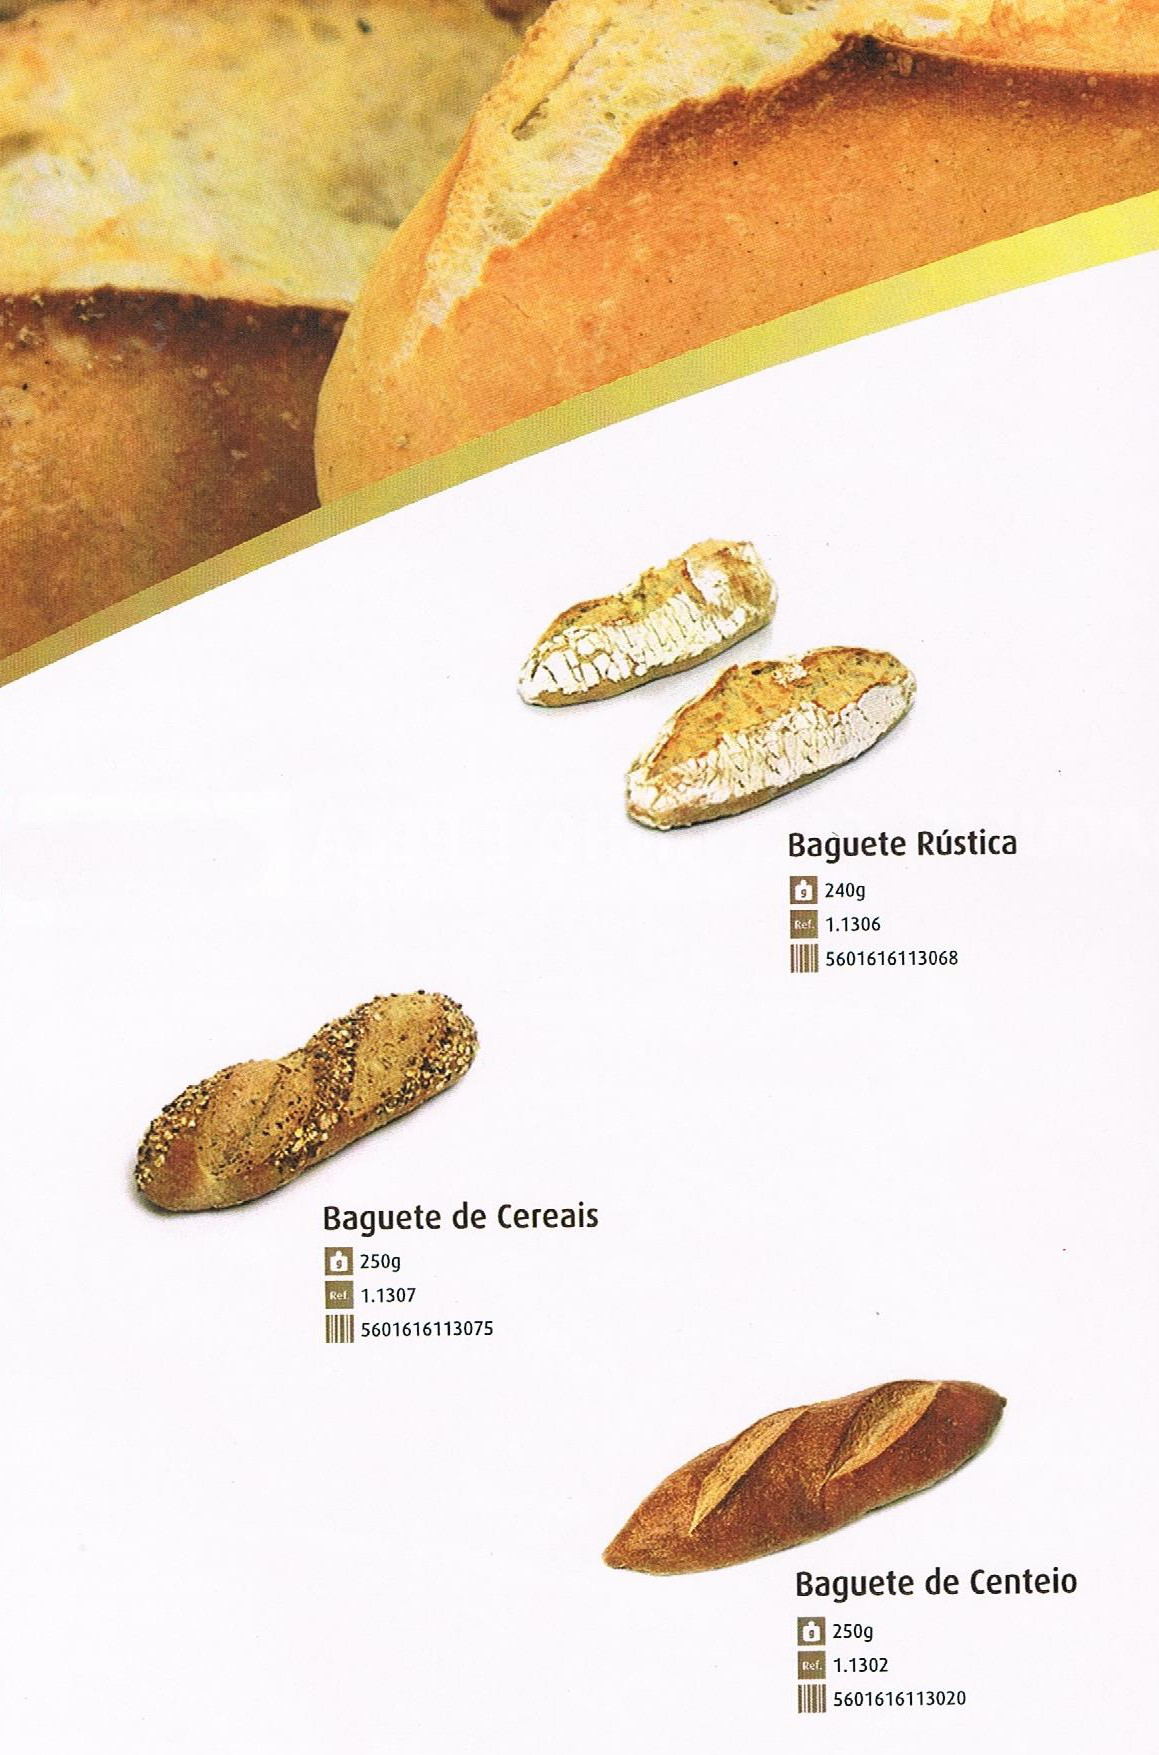 Baguete Rústica
g 240g
Ref. 1.1306
5601616113068
Baguete de Cereais
g 250g
Ref. 1.1307
5601616113075
Baguete de Centeio
g 250g
Ref. 1.1302
5601616113020